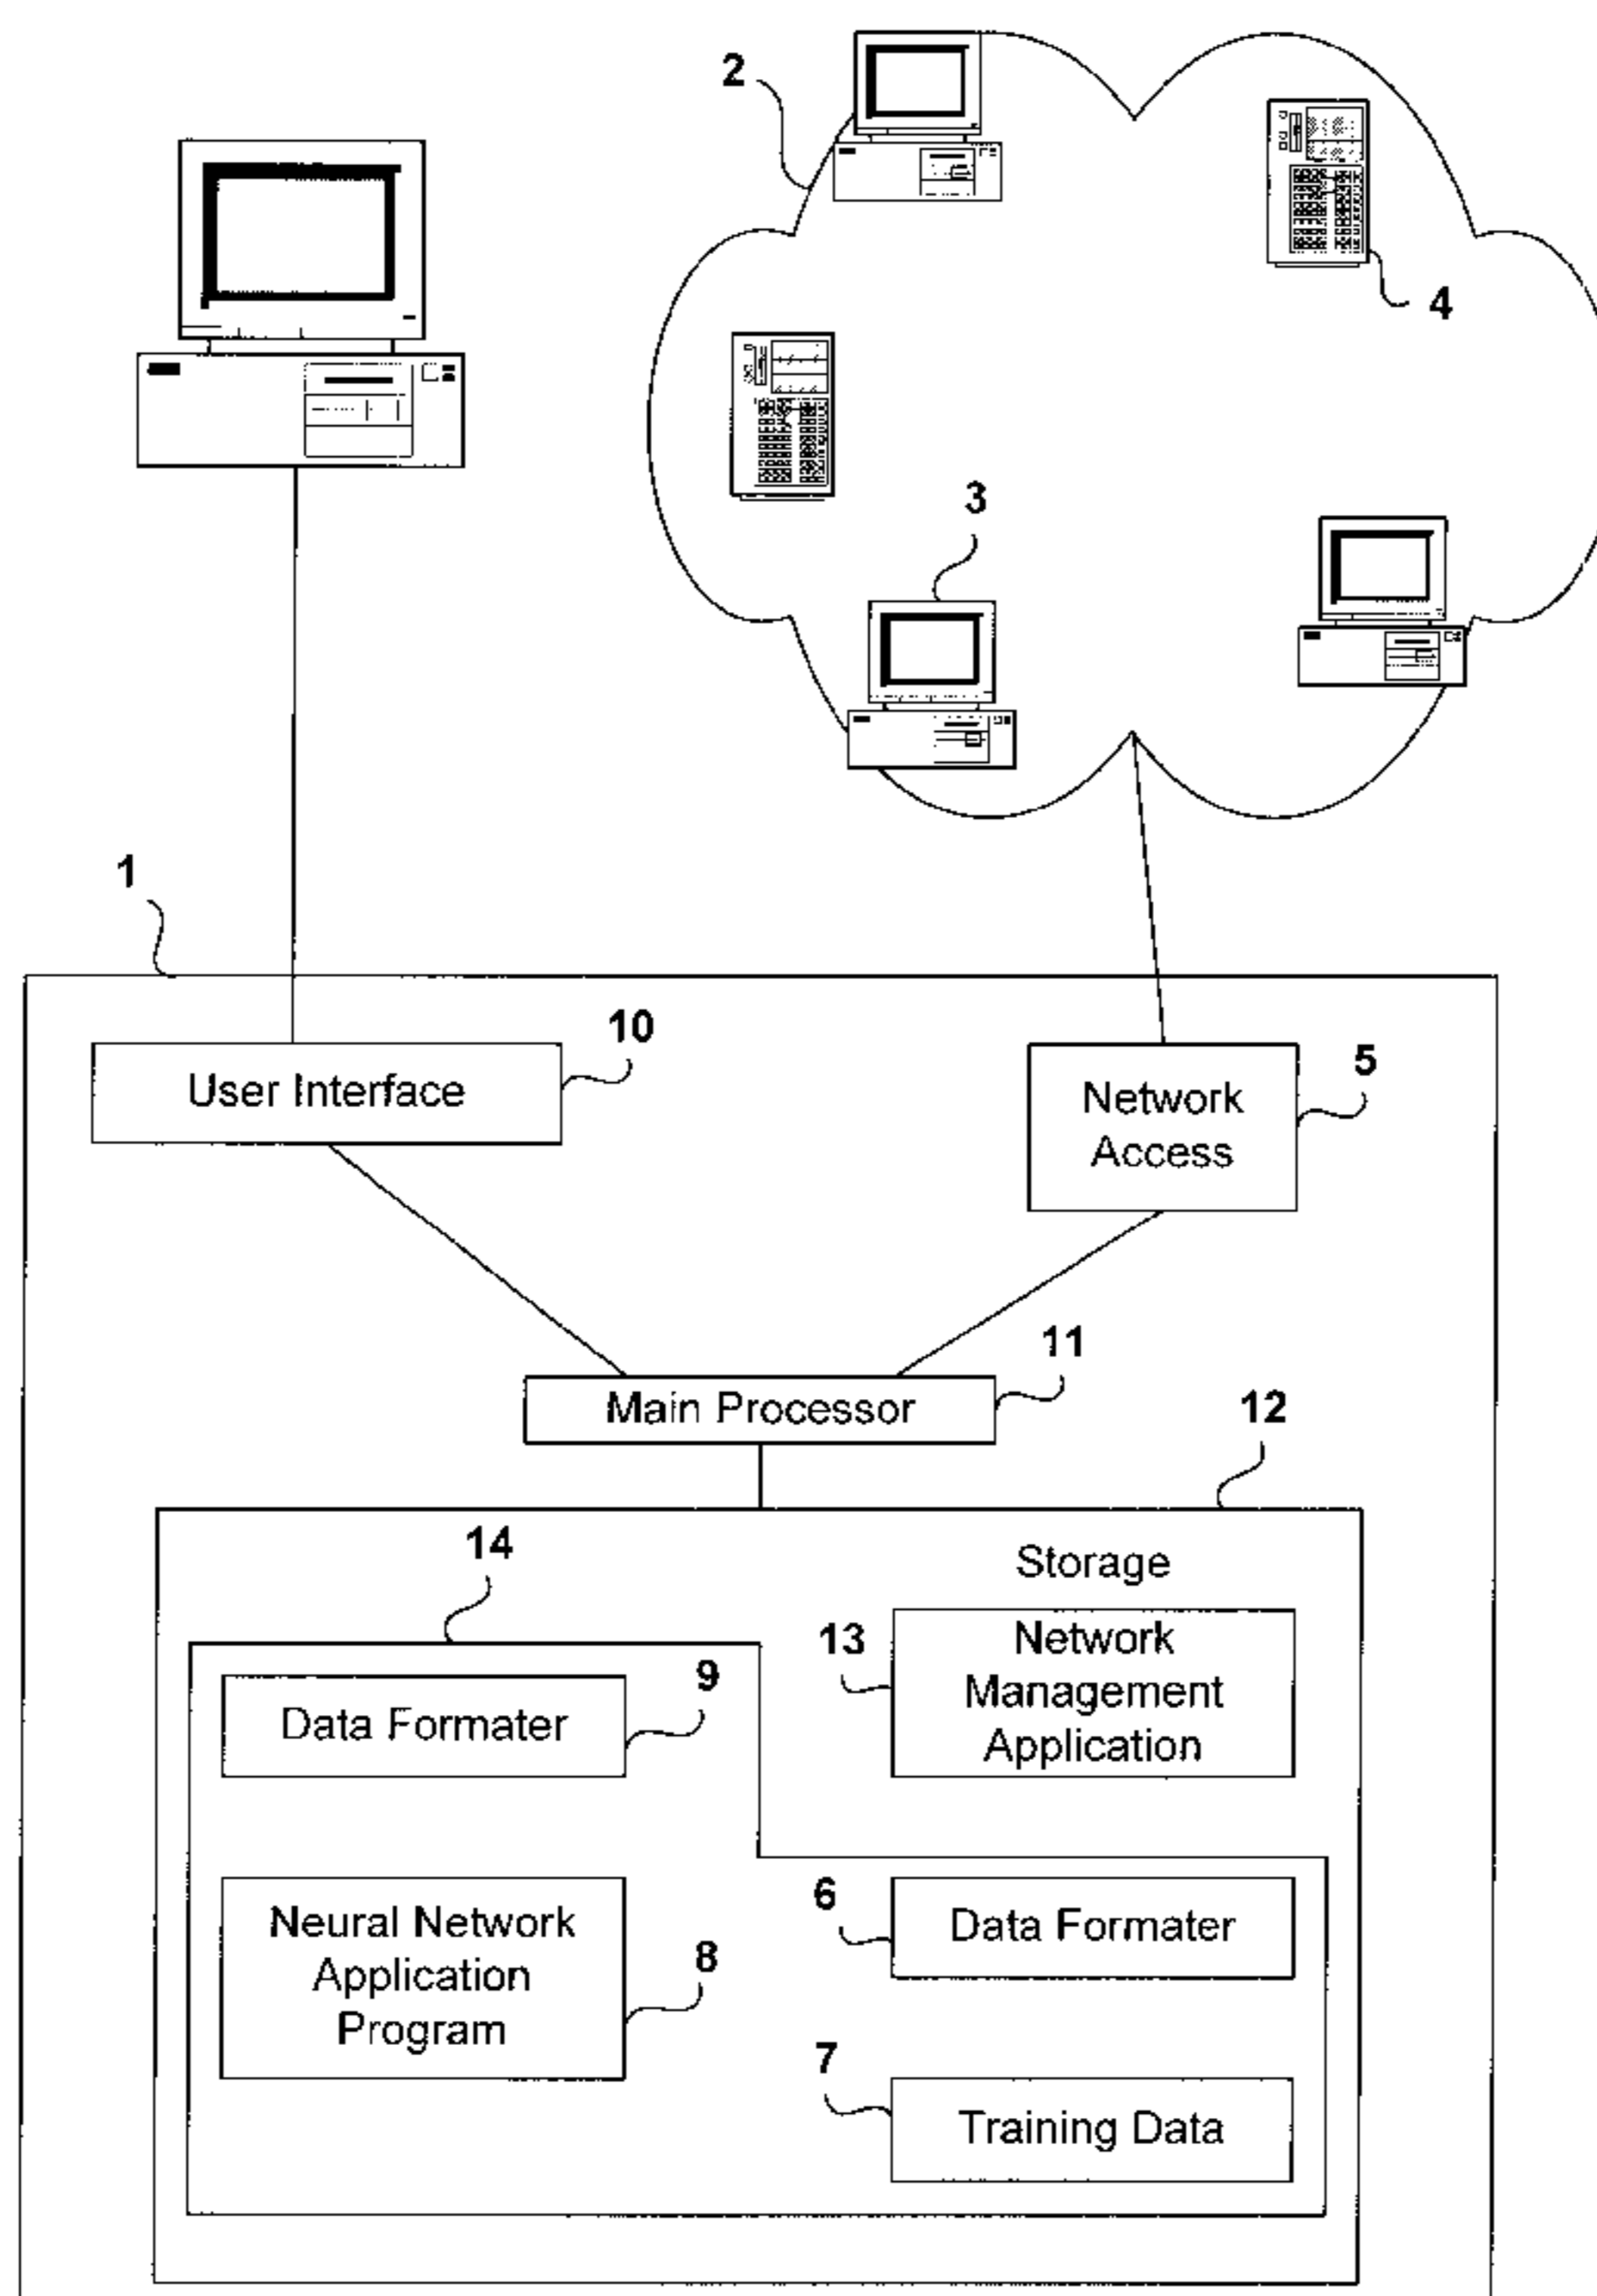 2
4
3
1
10
User Interface
5
Network
Access
11
Main Processor
12
14
Storage
13
Network
Management
Application
9
Data Formater
6
Data Formater
Neural Network
Application
Program
8
7
Training Data